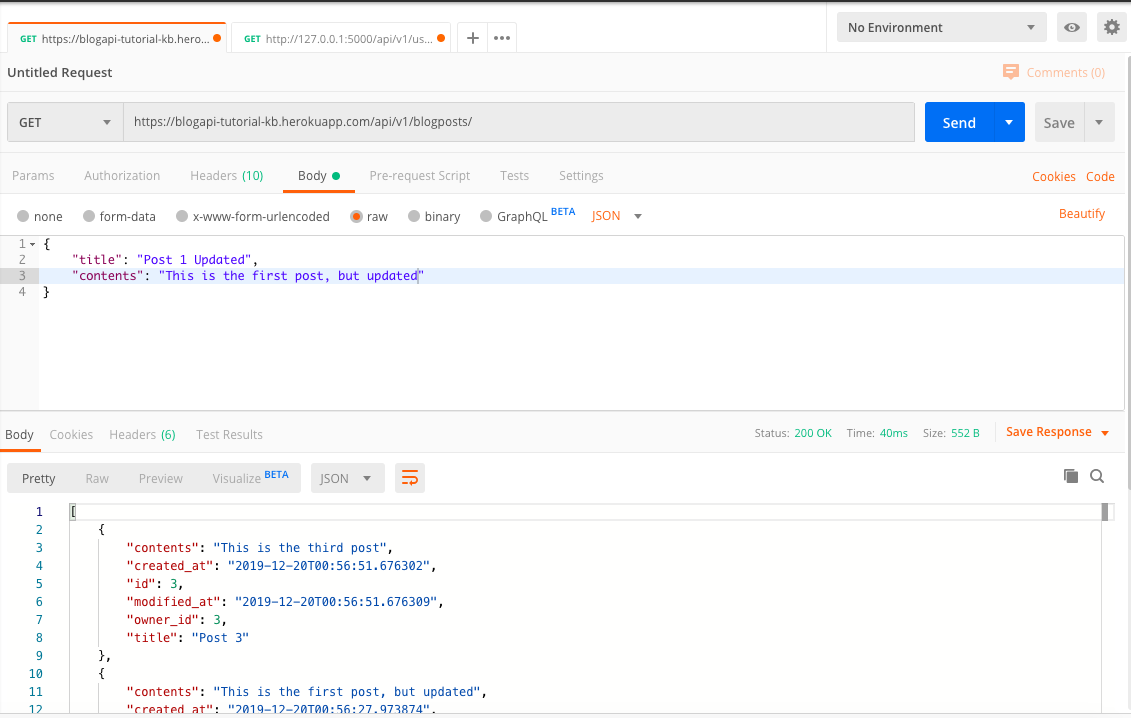 GET https://blogapi-tutorial-kb.hero... GET http://127.0.0.1:5000/api/v1/us... No Environment
Untitled Request Comments (0)
GET https://blogapi-tutorial-kb.herokuapp.com/api/v1/blogposts/ Send Save
Params Authorization Headers (10) Body Pre-request Script Tests Settings Cookies Code
none form-data x-www-form-urlencoded raw binary GraphQL BETA JSON Beautify
1 {
2 "title": "Post 1 Updated",
3 "contents": "This is the first post, but updated"
4 }
Body Cookies Headers (6) Test Results Status: 200 OK Time: 40ms Size: 552 B Save Response
Pretty Raw Preview Visualize BETA JSON
1 [
2 {
3 "contents": "This is the third post",
4 "created_at": "2019-12-20T00:56:51.676302",
5 "id": 3,
6 "modified_at": "2019-12-20T00:56:51.676309",
7 "owner_id": 3,
8 "title": "Post 3"
9 },
10 {
11 "contents": "This is the first post, but updated",
12 "created_at": "2019-12-20T00:56:27.973874",